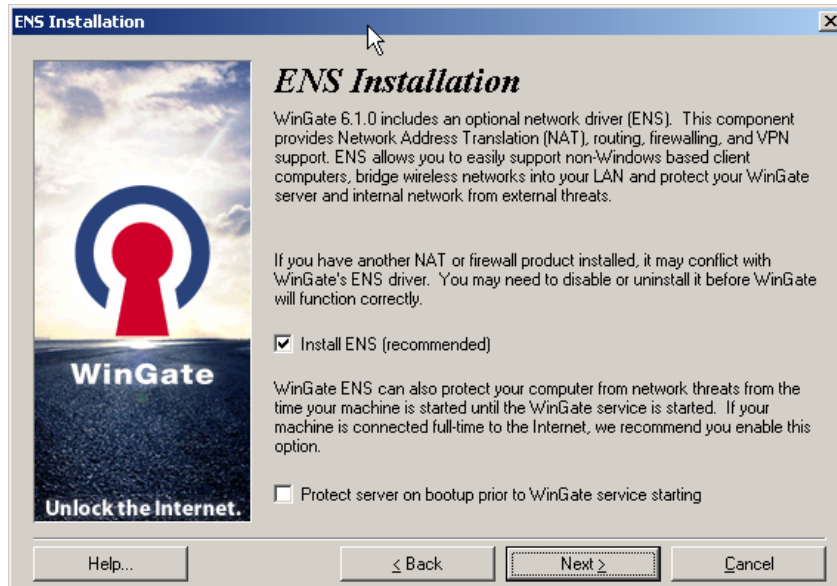 ENS Installation
ENS Installation
WinGate 6.1.0 includes an optional network driver (ENS).  This component
provides Network Address Translation (NAT), routing, firewalling, and VPN
support. ENS allows you to easily support non-Windows based client
computers, bridge wireless networks into your LAN and protect your WinGate
server and internal network from external threats.
If you have another NAT or firewall product installed, it may conflict with
WinGate's ENS driver.  You may need to disable or uninstall it before WinGate
will function correctly.
Install ENS (recommended)
WinGate ENS can also protect your computer from network threats from the
time your machine is started until the WinGate service is started.  If your
machine is connected full-time to the Internet, we recommend you enable this
option.
Protect server on bootup prior to WinGate service starting
WinGate
Unlock the Internet.
Help...
< Back
Next >
Cancel